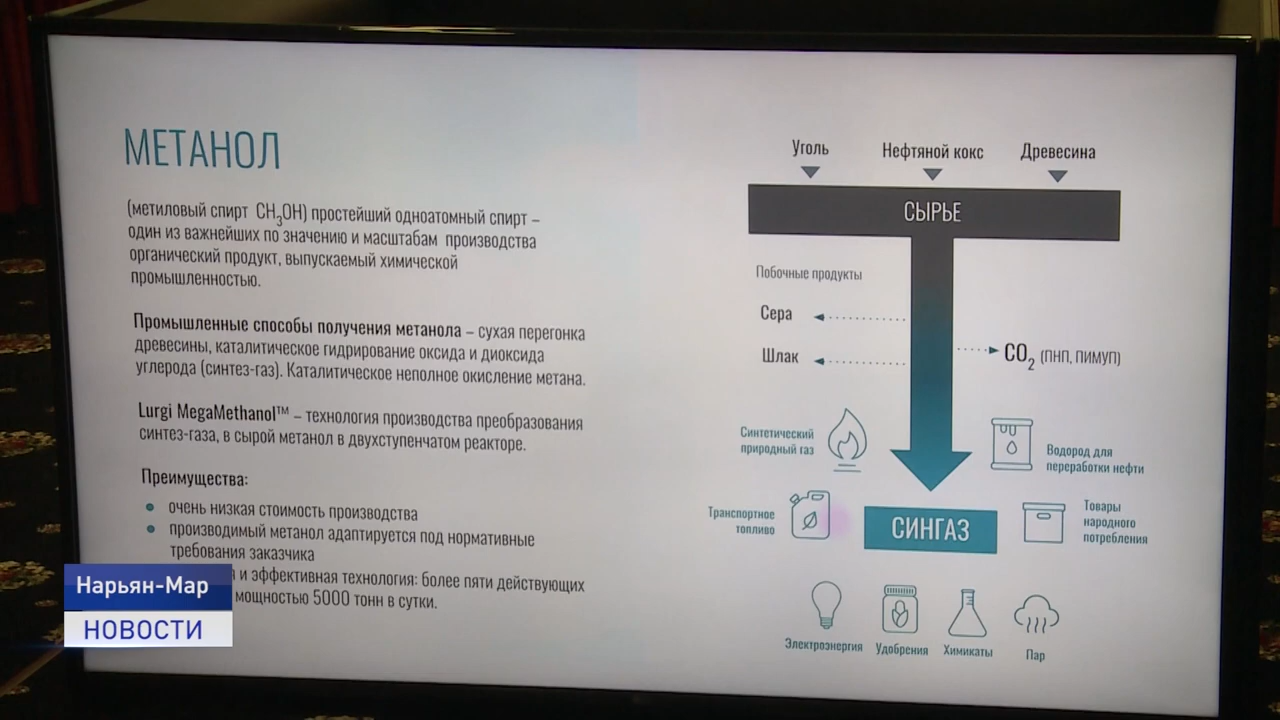 МЕТАНОЛ
(метиловый спирт CH3OH) простейший одноатомный спирт –
один из важнейших по значению и масштабам производства
органический продукт, выпускаемый химической
промышленностью.
Промышленные способы получения метанола – сухая перегонка
древесины, каталитическое гидрирование оксида и диоксида
углерода (синтез-газ). Каталитическое неполное окисление метана.
Lurgi MegaMethanol™ – технология производства преобразования
синтез-газа, в сырой метанол в двухступенчатом реакторе.
Преимущества:
очень низкая стоимость производства
производимый метанол адаптируется под нормативные
требования заказчика
и эффективная технология: более пяти действующих
мощностью 5000 тонн в сутки.
Уголь
Нефтяной кокс
Древесина
СЫРЬЕ
Побочные продукты
Сера
Шлак
CO2 (ПНП, ПИМУП)
Синтетический
природный газ
Водород для
переработки нефти
Транспортное
топливо
СИНГАЗ
Товары
народного
потребления
Электроэнергия
Удобрения
Химикаты
Пар
Нарьян-Мар
НОВОСТИ